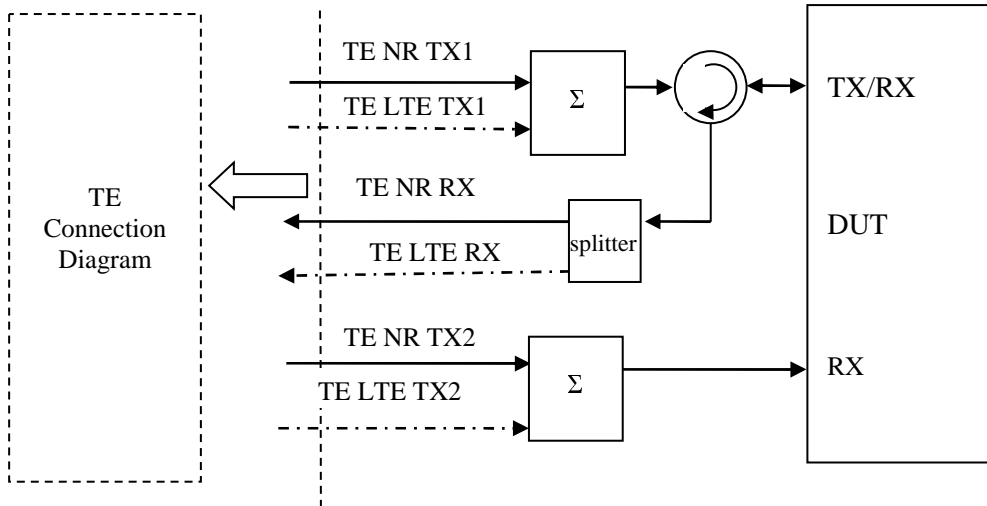 TE
Connection
Diagram
TE NR TX1
TE LTE TX1
Σ
TE NR RX
TE LTE RX
splitter
TE NR TX2
TE LTE TX2
Σ
TX/RX
DUT
RX